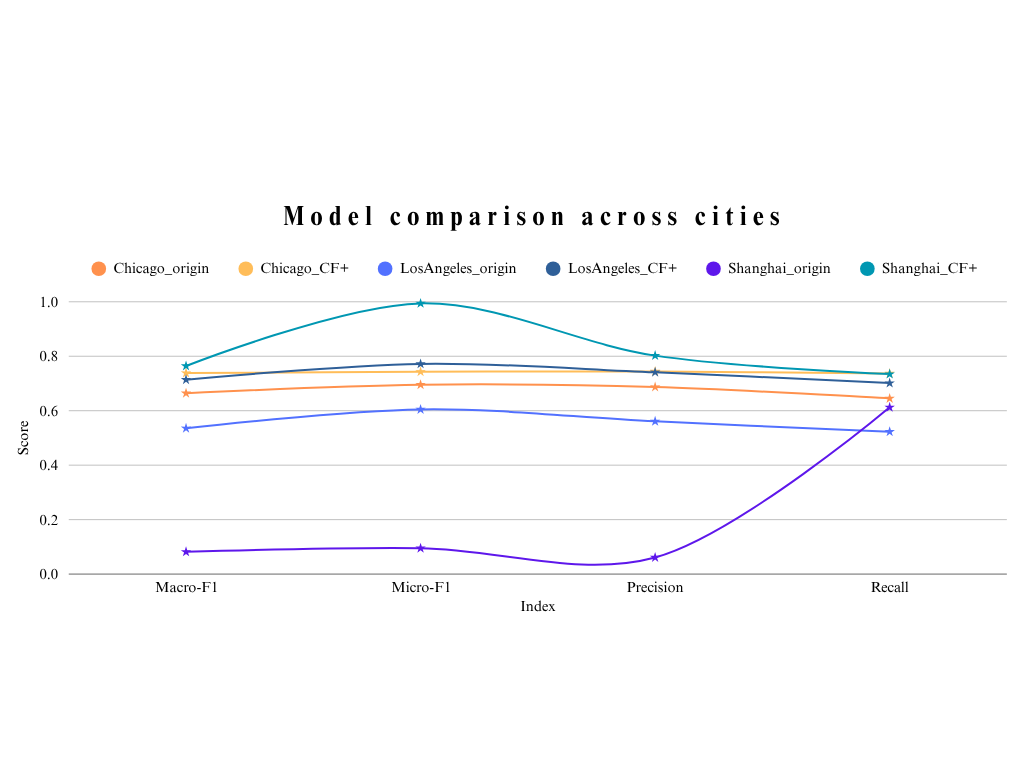 Model comparison across cities
Chicago_origin Chicago_CF+ LosAngeles_origin LosAngeles_CF+ Shanghai_origin Shanghai_CF+
1.0
0.8
0.6
0.4
0.2
0.0
Score
Macro-F1 Micro-F1 Precision Recall
Index